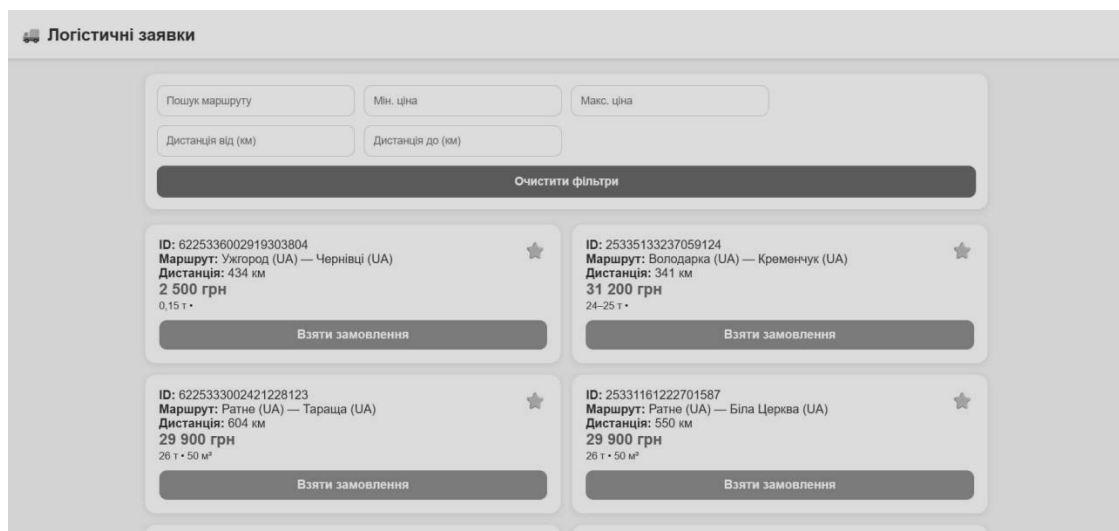 Логістичні заявки
Пошук маршруту
Мін. ціна
Макс. ціна
Дистанція від (км)
Дистанція до (км)
Очистити фільтри
ID: 6225336002919303804
Маршрут: Ужгород (UA) — Чернівці (UA)
Дистанція: 434 км
2 500 грн
0,15 т •
Взяти замовлення
ID: 25335133237059124
Маршрут: Володарка (UA) — Кременчук (UA)
Дистанція: 341 км
31 200 грн
24–25 т •
Взяти замовлення
ID: 6225333002421228123
Маршрут: Ратне (UA) — Тараща (UA)
Дистанція: 604 км
29 900 грн
26 т • 50 м³
Взяти замовлення
ID: 25331161222701587
Маршрут: Ратне (UA) — Біла Церква (UA)
Дистанція: 550 км
29 900 грн
26 т • 50 м³
Взяти замовлення